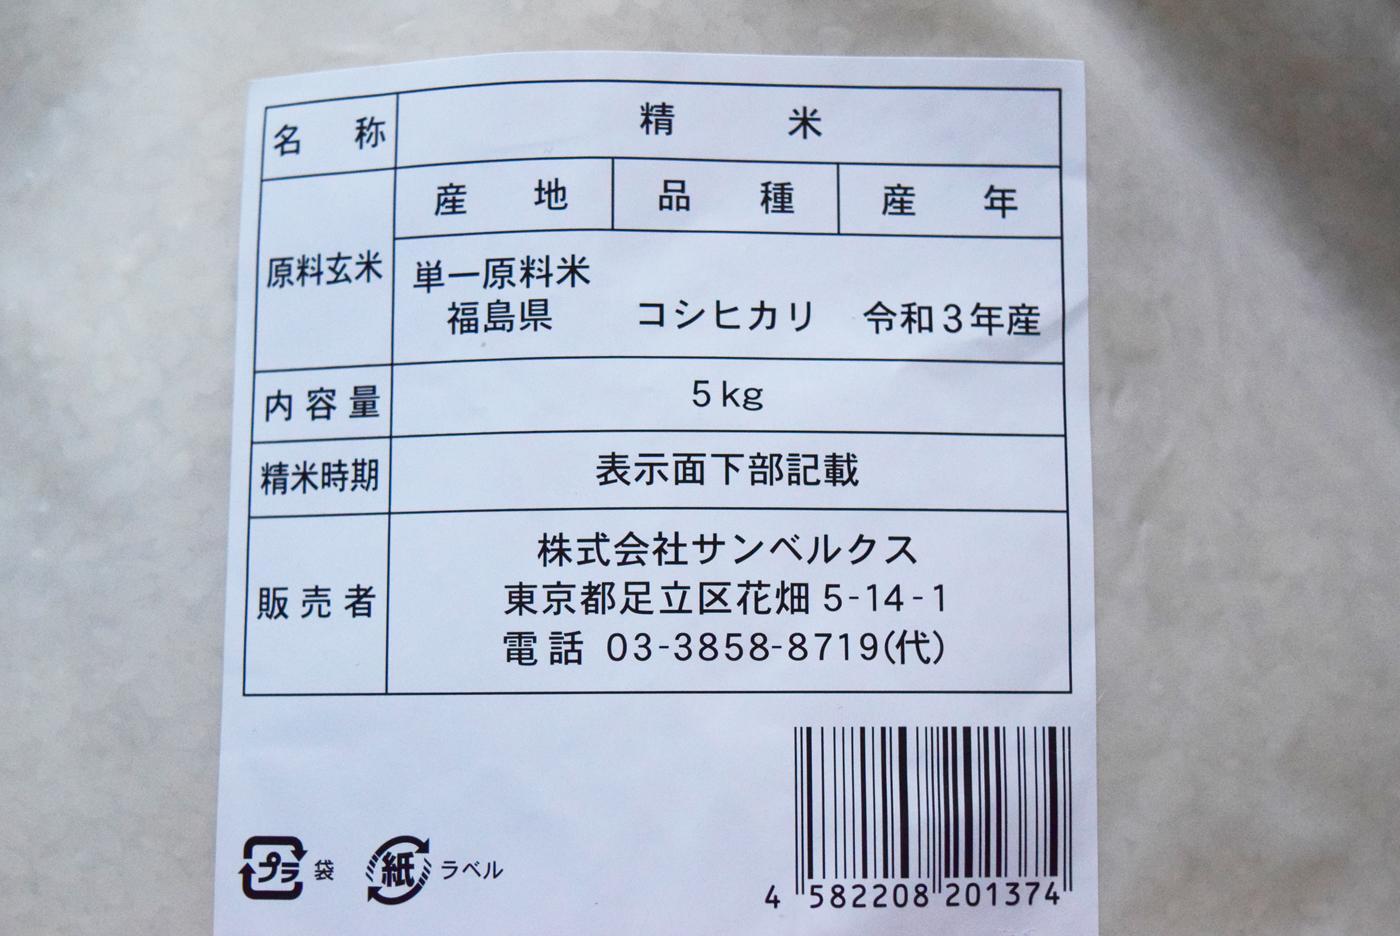 名称 精米
産地 品種 産年
原料玄米 単一原料米
福島県 コシヒカリ 令和3年産
内容量 5kg
精米時期 表示面下部記載
株式会社サンベルクス
販売者 東京都足立区花畑5-14-1
電話 03-3858-8719(代)
プラ 袋 紙 ラベル
4 582208 201374